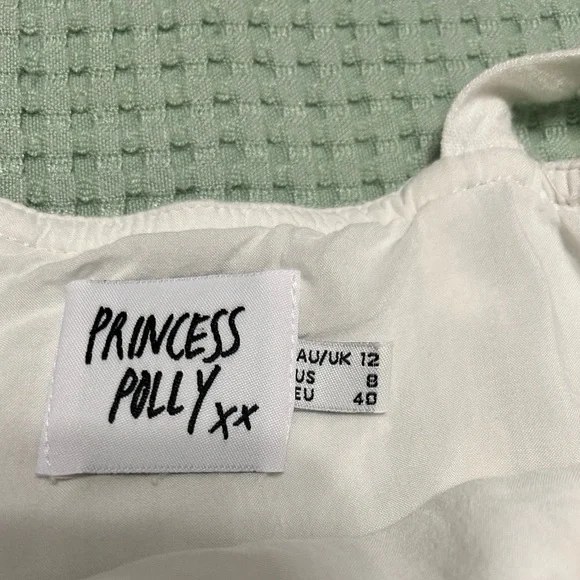 PRINCESS
POLLY xx
AU/UK 12
US 8
EU 40